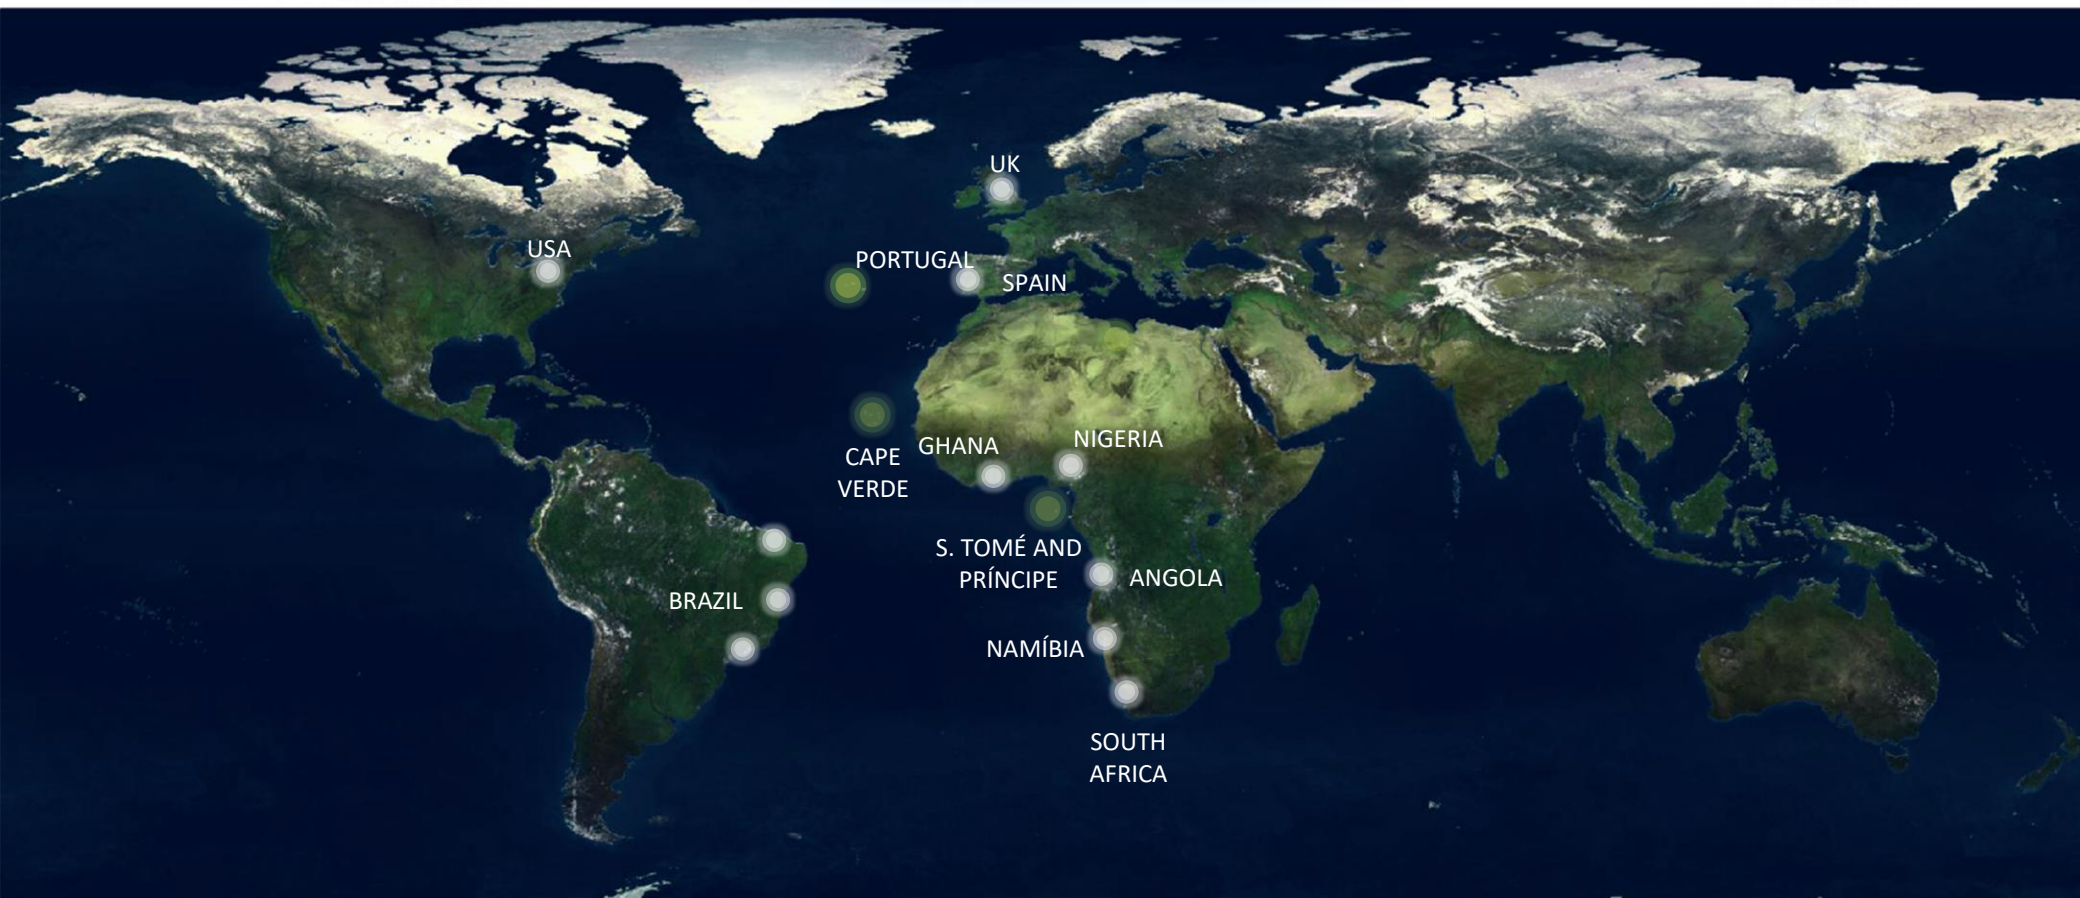 UK
USA
PORTUGAL
SPAIN
NIGERIA
GHANA
CAPE
VERDE
S. TOMÉ AND
PRÍNCIPE
ANGOLA
BRAZIL
NAMÍBIA
SOUTH
AFRICA